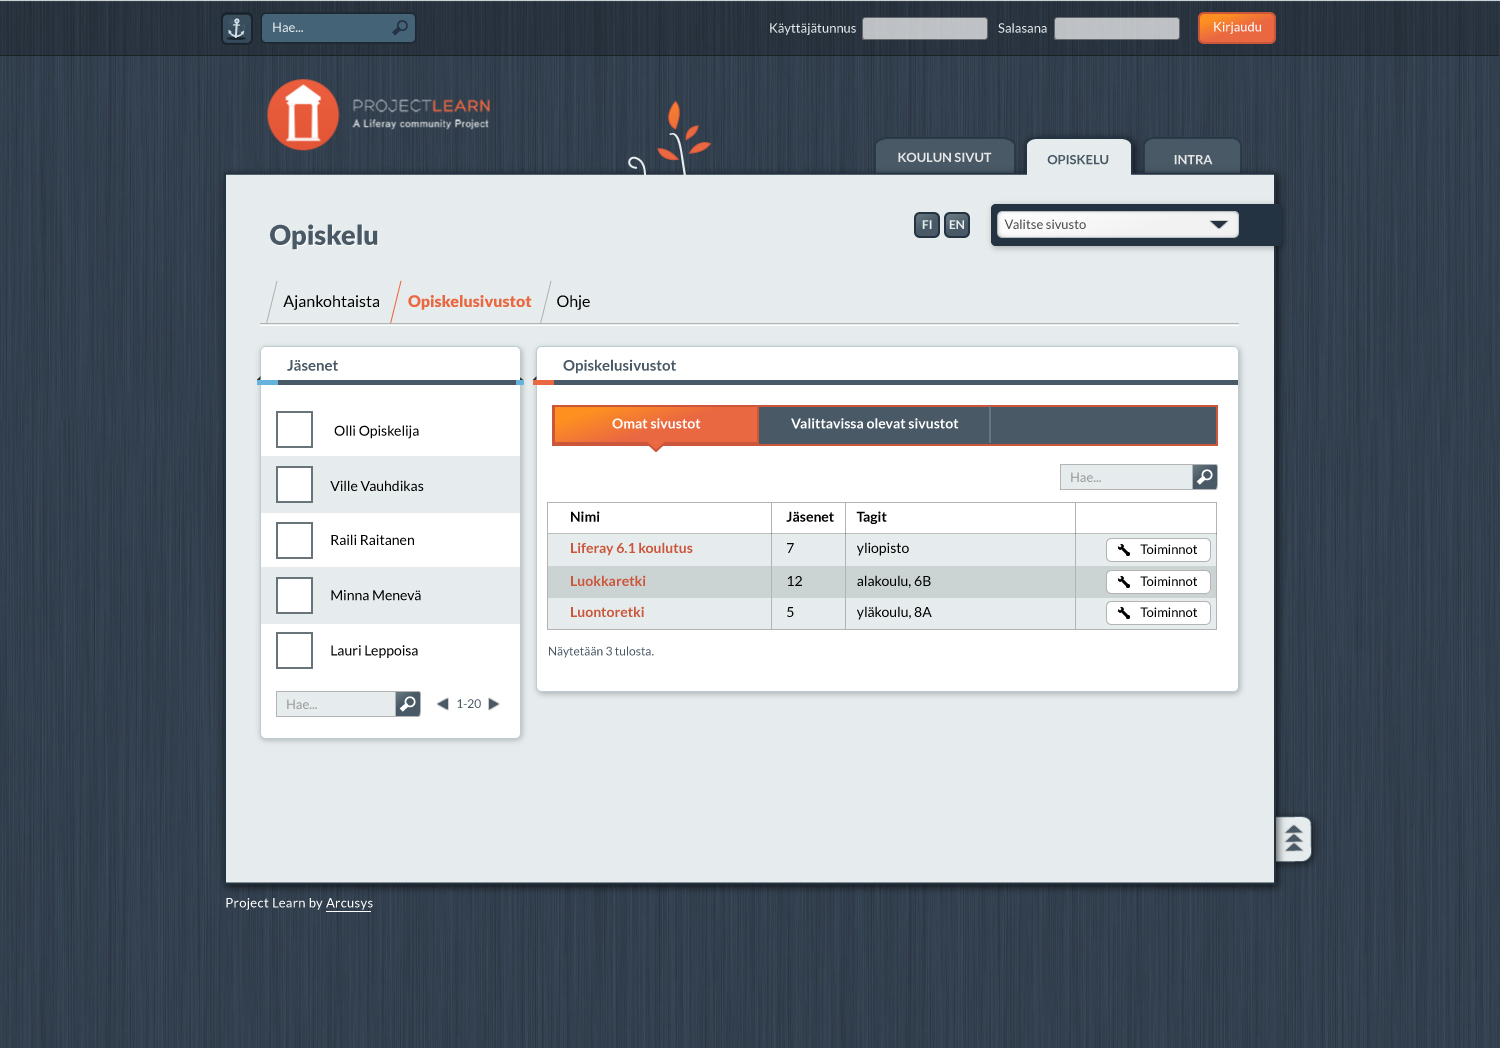 Hae...
Käyttäjätunnus
Salasana
Kirjaudu
PROJECTLEARN
A Liferay community Project
KOULUN SIVUT
OPISKELU
INTRA
Opiskelu
FI
EN
Valitse sivusto
Ajankohtaista
Opiskelusivustot
Ohje
Jäsenet
Olli Opiskelija
Ville Vauhdikas
Raili Raitanen
Minna Menevä
Lauri Leppoisa
Hae...
1-20
Opiskelusivustot
Omat sivustot
Valittavissa olevat sivustot
Hae...
Nimi Jäsenet Tagit
Liferay 6.1 koulutus 7 yliopisto Toiminnot
Luokkaretki 12 alakoulu, 6B Toiminnot
Luontoretki 5 yläkoulu, 8A Toiminnot
Näytetään 3 tulosta.
Project Learn by Arcusys